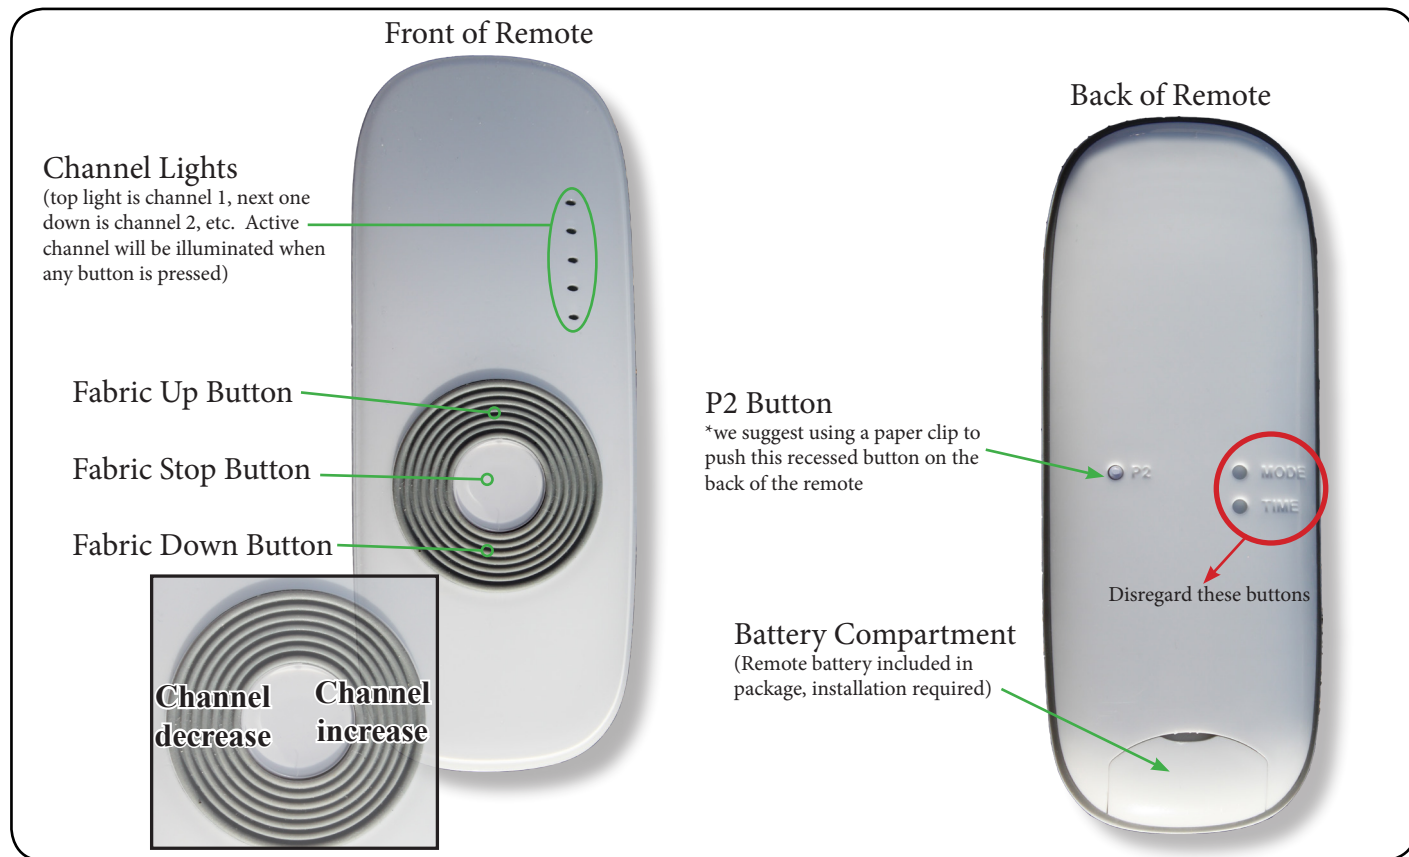 Front of Remote
Channel Lights
(top light is channel 1, next one
down is channel 2, etc.  Active
channel will be illuminated when
any button is pressed)
Fabric Up Button
Fabric Stop Button
Fabric Down Button
Channel
decrease
Channel
increase
Back of Remote
P2 Button
*we suggest using a paper clip to
push this recessed button on the
back of the remote
P2
MODE
TIME
Disregard these buttons
Battery Compartment
(Remote battery included in
package, installation required)